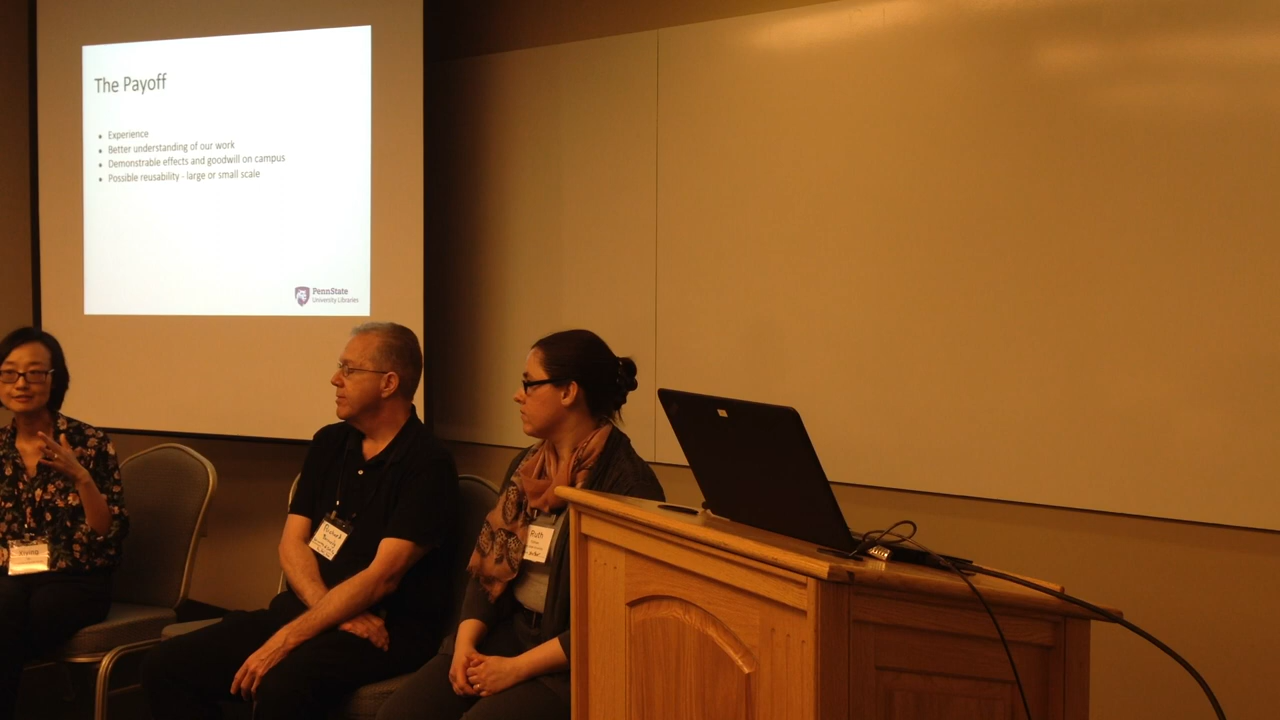 The Payoff
• Experience
• Better understanding of our work
• Demonstrable effects and goodwill on campus
• Possible reusability - large or small scale
PennState
University Libraries
Richard
Ruth